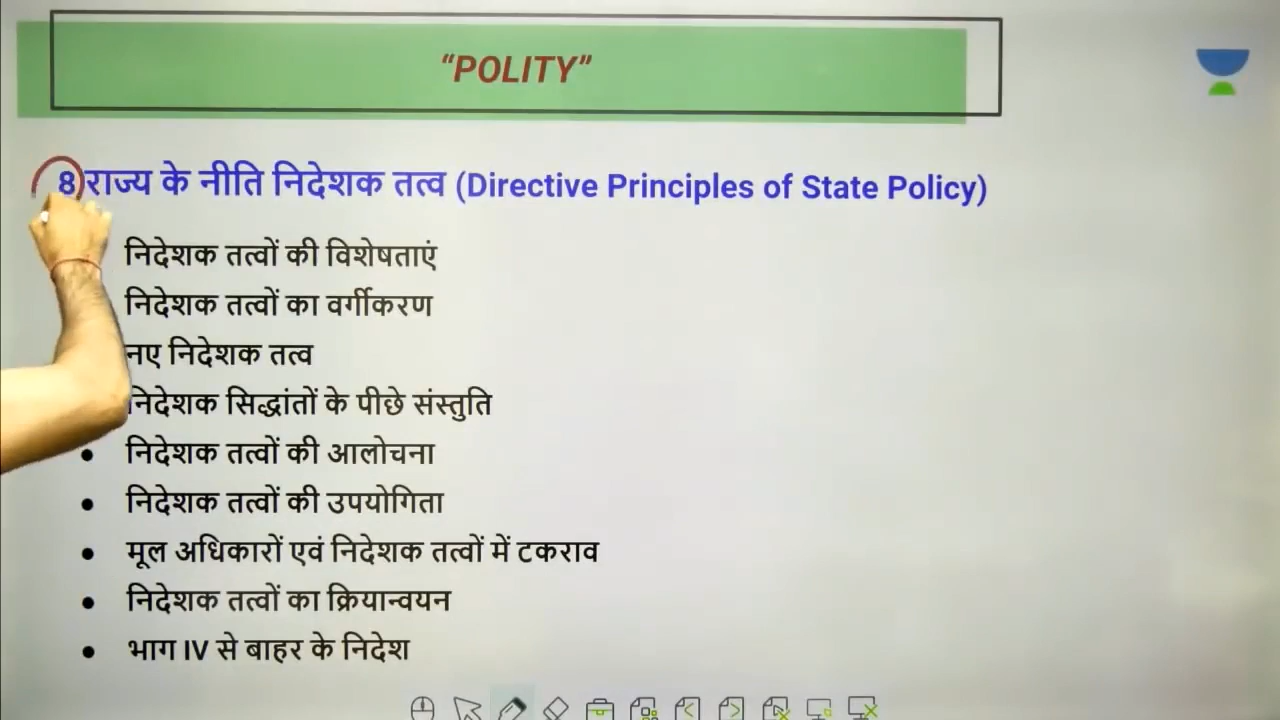 “POLITY”
8 राज्य के नीति निदेशक तत्व (Directive Principles of State Policy)
निदेशक तत्वों की विशेषताएं
निदेशक तत्वों का वर्गीकरण
नए निदेशक तत्व
निदेशक सिद्धांतों के पीछे संस्तुति
• निदेशक तत्वों की आलोचना
• निदेशक तत्वों की उपयोगिता
• मूल अधिकारों एवं निदेशक तत्वों में टकराव
• निदेशक तत्वों का क्रियान्वयन
• भाग IV से बाहर के निदेश